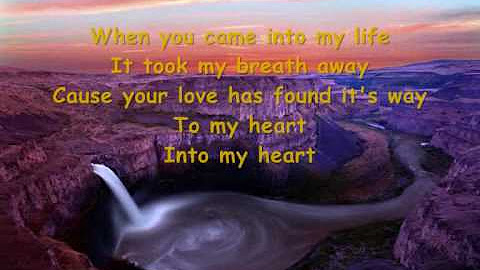 When you came into my life
It took my breath away
Cause your love has found it's way
To my heart
Into my heart